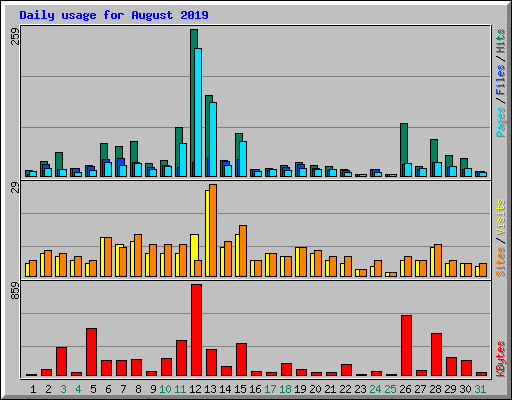 Daily usage for August 2019
259
Pages / Files / Hits
29
Sites / Visits
859
KBytes
1 2 3 4 5 6 7 8 9 10 11 12 13 14 15 16 17 18 19 20 21 22 23 24 25 26 27 28 29 30 31